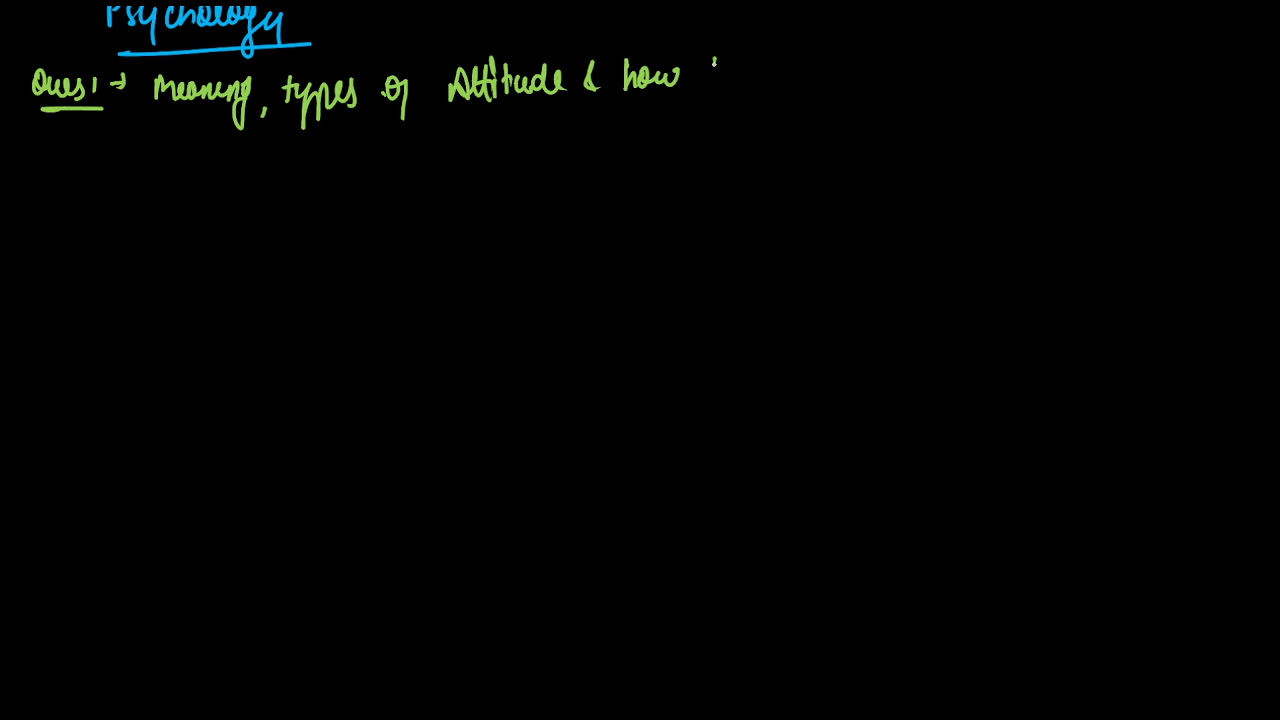 Psychology
Ques: → Meaning, types of Attitude & how